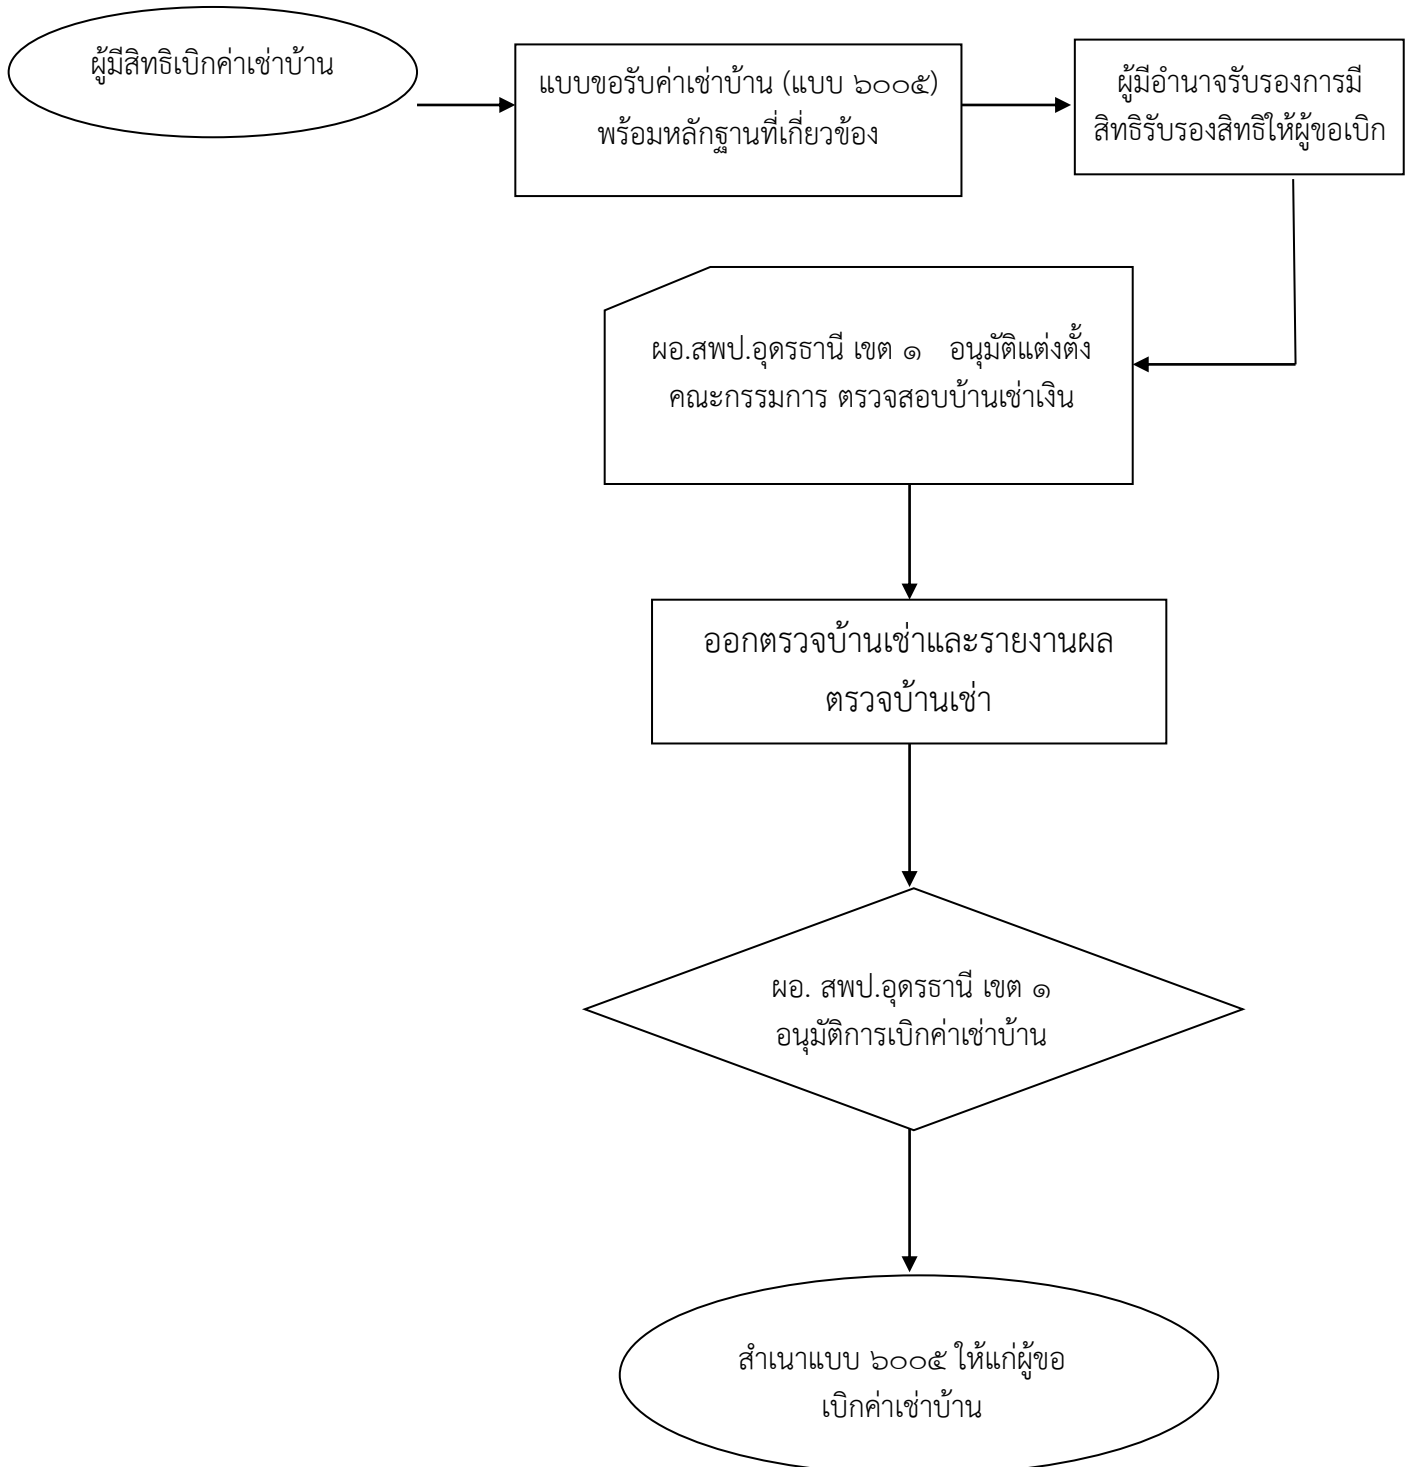 ผู้มีสิทธิเบิกค่าเช่าบ้าน
แบบขอรับค่าเช่าบ้าน (แบบ ๖๐๐๕)
พร้อมหลักฐานที่เกี่ยวข้อง
ผู้มีอำนาจรับรองการมี
สิทธิรับรองสิทธิให้ผู้ขอเบิก
ผอ.สพป.อุดรธานี เขต ๑ อนุมัติแต่งตั้ง
คณะกรรมการ ตรวจสอบบ้านเช่าเงิน
ออกตรวจบ้านเช่าและรายงานผล
ตรวจบ้านเช่า
ผอ. สพป.อุดรธานี เขต ๑
อนุมัติการเบิกค่าเช่าบ้าน
สำเนาแบบ ๖๐๐๕ ให้แก่ผู้ขอ
เบิกค่าเช่าบ้าน